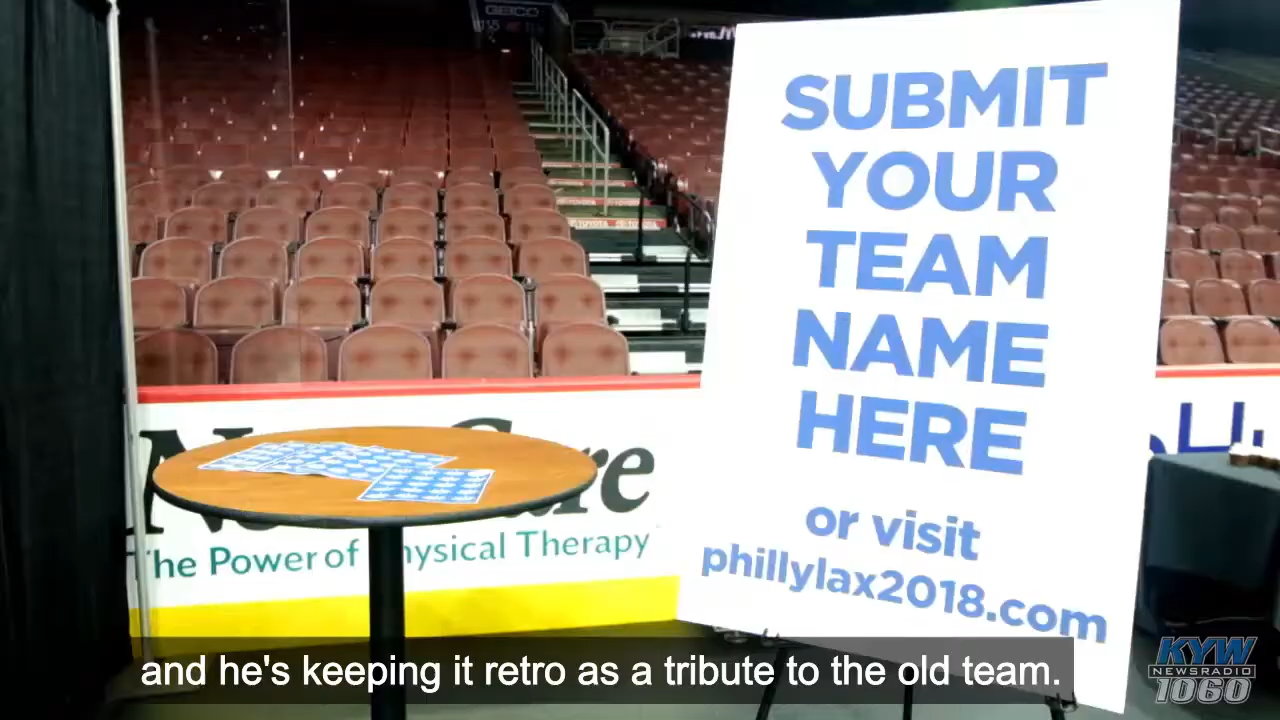 GEICO
SUBMIT
YOUR
TEAM
NAME
HERE
or visit
phillylax2018.com
The Power of Physical Therapy
and he's keeping it retro as a tribute to the old team.
KYW
NEWSRADIO
1060